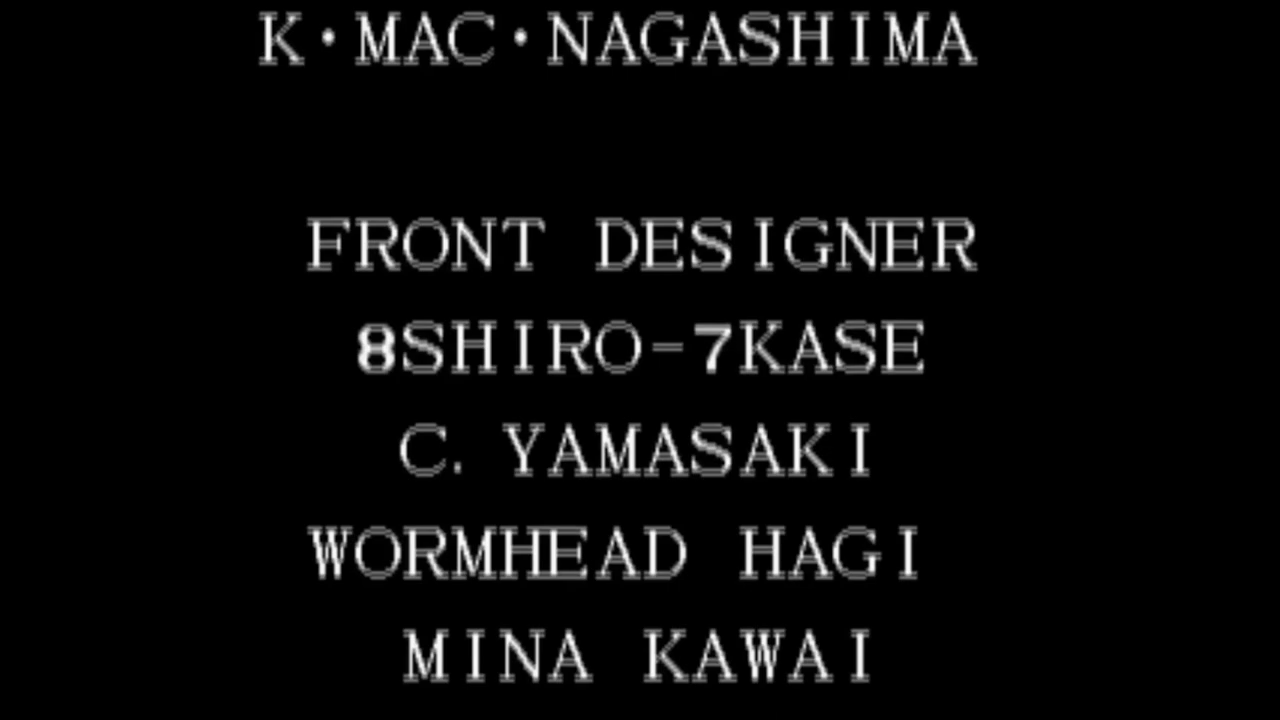 K·MAC·NAGASHIMA
FRONT DESIGNER
8SHIRO-7KASE
C. YAMASAKI
WORMHEAD HAGI
MINA KAWAI